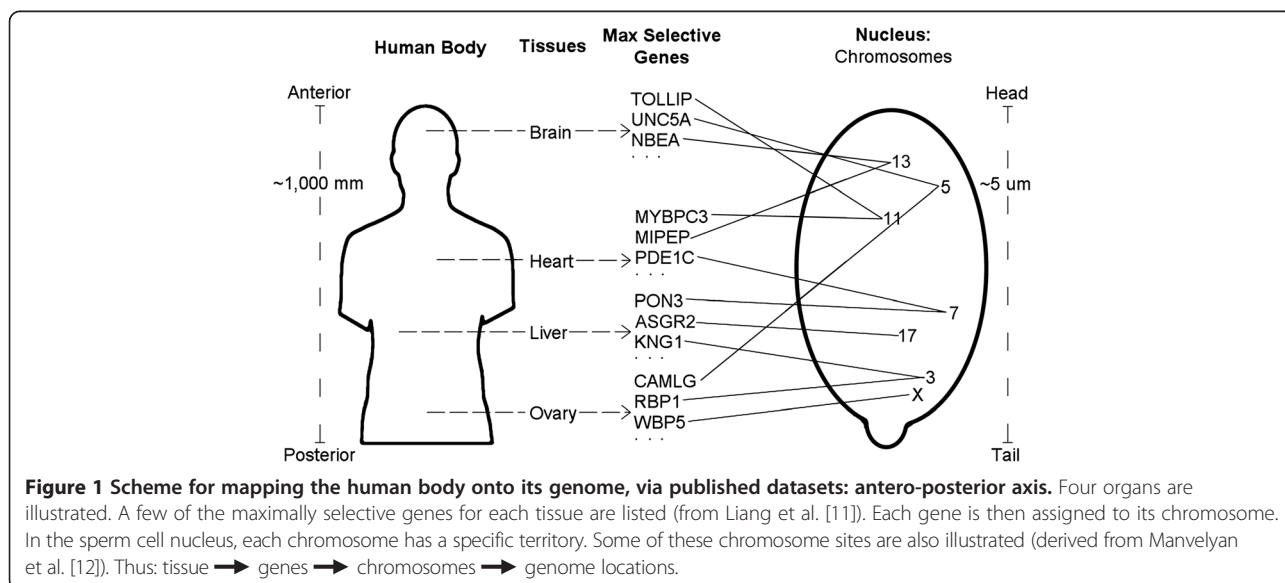 Human Body
Tissues
Max Selective
Genes
Nucleus:
Chromosomes
Anterior
~1,000 mm
Posterior
Brain
Heart
Liver
Ovary
TOLLIP
UNC5A
NBEA
. . .
MYBPC3
MIPEP
PDE1C
. . .
PON3
ASGR2
KNG1
. . .
CAMLG
RBP1
WBP5
. . .
13
5
11
7
17
3
X
Head
~5 um
Tail
Figure 1 Scheme for mapping the human body onto its genome, via published datasets: antero-posterior axis. Four organs are
illustrated. A few of the maximally selective genes for each tissue are listed (from Liang et al. [11]). Each gene is then assigned to its chromosome.
In the sperm cell nucleus, each chromosome has a specific territory. Some of these chromosome sites are also illustrated (derived from Manvelyan
et al. [12]). Thus: tissue ➞ genes ➞ chromosomes ➞ genome locations.